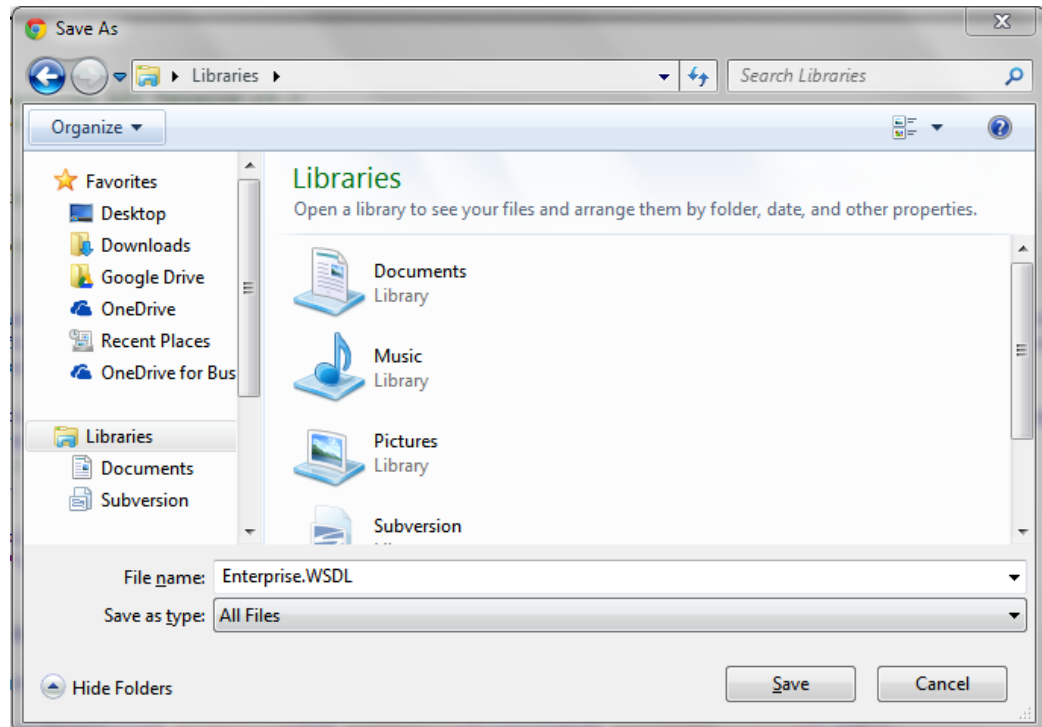 Save As
Libraries
Search Libraries
Organize
Favorites
Desktop
Downloads
Google Drive
OneDrive
Recent Places
OneDrive for Bus
Libraries
Documents
Subversion
Libraries
Open a library to see your files and arrange them by folder, date, and other properties.
Documents
Library
Music
Library
Pictures
Library
Subversion
File name: Enterprise.WSDL
Save as type: All Files
Hide Folders
Save
Cancel